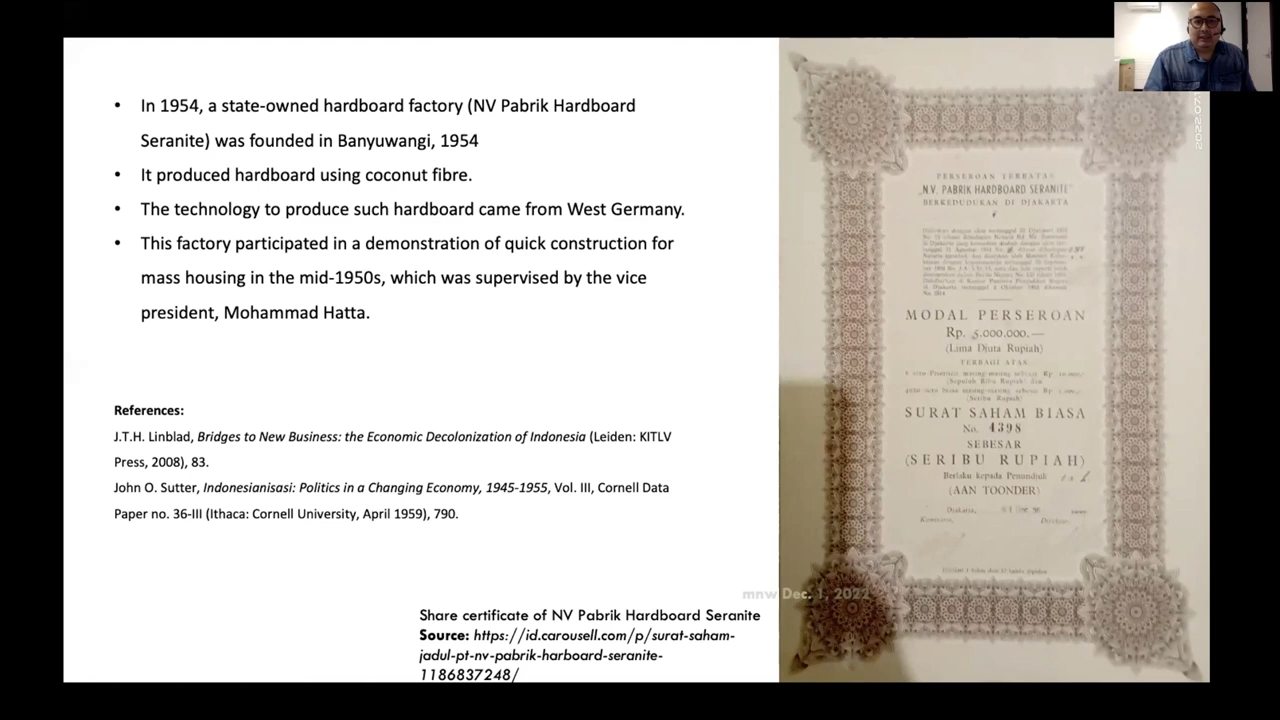 • In 1954, a state-owned hardboard factory (NV Pabrik Hardboard
Seranite) was founded in Banyuwangi, 1954
• It produced hardboard using coconut fibre.
• The technology to produce such hardboard came from West Germany.
• This factory participated in a demonstration of quick construction for
mass housing in the mid-1950s, which was supervised by the vice
president, Mohammad Hatta.
References:
J.T.H. Linblad, Bridges to New Business: the Economic Decolonization of Indonesia (Leiden: KITLV
Press, 2008), 83.
John O. Sutter, Indonesianisasi: Politics in a Changing Economy, 1945-1955, Vol. III, Cornell Data
Paper no. 36-III (Ithaca: Cornell University, April 1959), 790.
Share certificate of NV Pabrik Hardboard Seranite
Source: https://id.carousell.com/p/surat-saham-
jadul-pt-nv-pabrik-harboard-seranite-
1186837248/
mnw Dec. 1, 2022
PERSEROAN TERBATAS
„N.V. PABRIK HARDBOARD SERANITE"
BERKEDUDUKAN DI DJAKARTA
MODAL PERSEROAN
Rp. 5.000.000.—
(Lima Djuta Rupiah)
TERBAGI ATAS
(Sepuluh Ribu Rupiah) dan
(Seribu Rupiah)
SURAT SAHAM BIASA
No. 4398
SEBESAR
(SERIBU RUPIAH)
Berlaku kepada Penundjuk
(AAN TOONDER)
Djakarta,